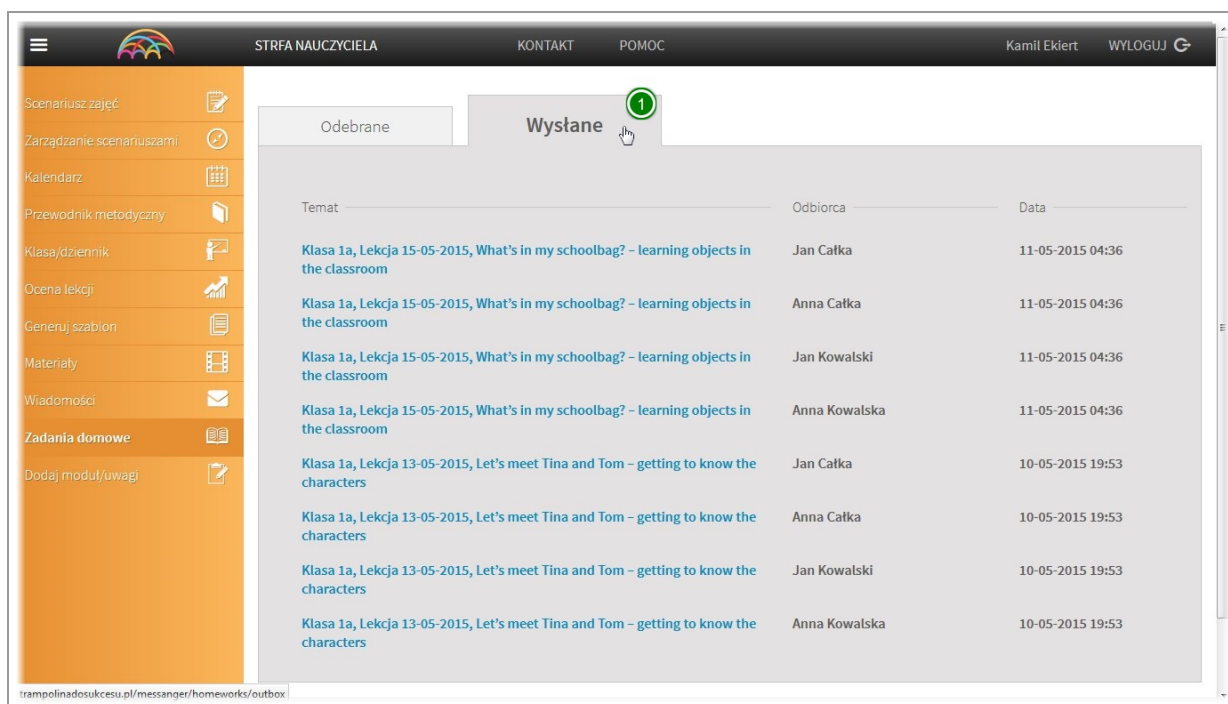 STRFA NAUCZYCIELA KONTAKT POMOC Kamil Ekiert WYLOGUJ
Scenariusz zajęć
Zarządzanie scenariuszami
Kalendarz
Przewodnik metodyczny
Klasa/dziennik
Ocena lekcji
Generuj szablon
Materiały
Wiadomości
Zadania domowe
Dodaj moduł/uwagi
Odebrane Wysłane 1
Temat Odbiorca Data
Klasa 1a, Lekcja 15-05-2015, What's in my schoolbag? – learning objects in Jan Całka 11-05-2015 04:36
the classroom
Klasa 1a, Lekcja 15-05-2015, What's in my schoolbag? – learning objects in Anna Całka 11-05-2015 04:36
the classroom
Klasa 1a, Lekcja 15-05-2015, What's in my schoolbag? – learning objects in Jan Kowalski 11-05-2015 04:36
the classroom
Klasa 1a, Lekcja 15-05-2015, What's in my schoolbag? – learning objects in Anna Kowalska 11-05-2015 04:36
the classroom
Klasa 1a, Lekcja 13-05-2015, Let's meet Tina and Tom – getting to know the Jan Całka 10-05-2015 19:53
characters
Klasa 1a, Lekcja 13-05-2015, Let's meet Tina and Tom – getting to know the Anna Całka 10-05-2015 19:53
characters
Klasa 1a, Lekcja 13-05-2015, Let's meet Tina and Tom – getting to know the Jan Kowalski 10-05-2015 19:53
characters
Klasa 1a, Lekcja 13-05-2015, Let's meet Tina and Tom – getting to know the Anna Kowalska 10-05-2015 19:53
characters
trampolinadosukcesu.pl/messanger/homeworks/outbox